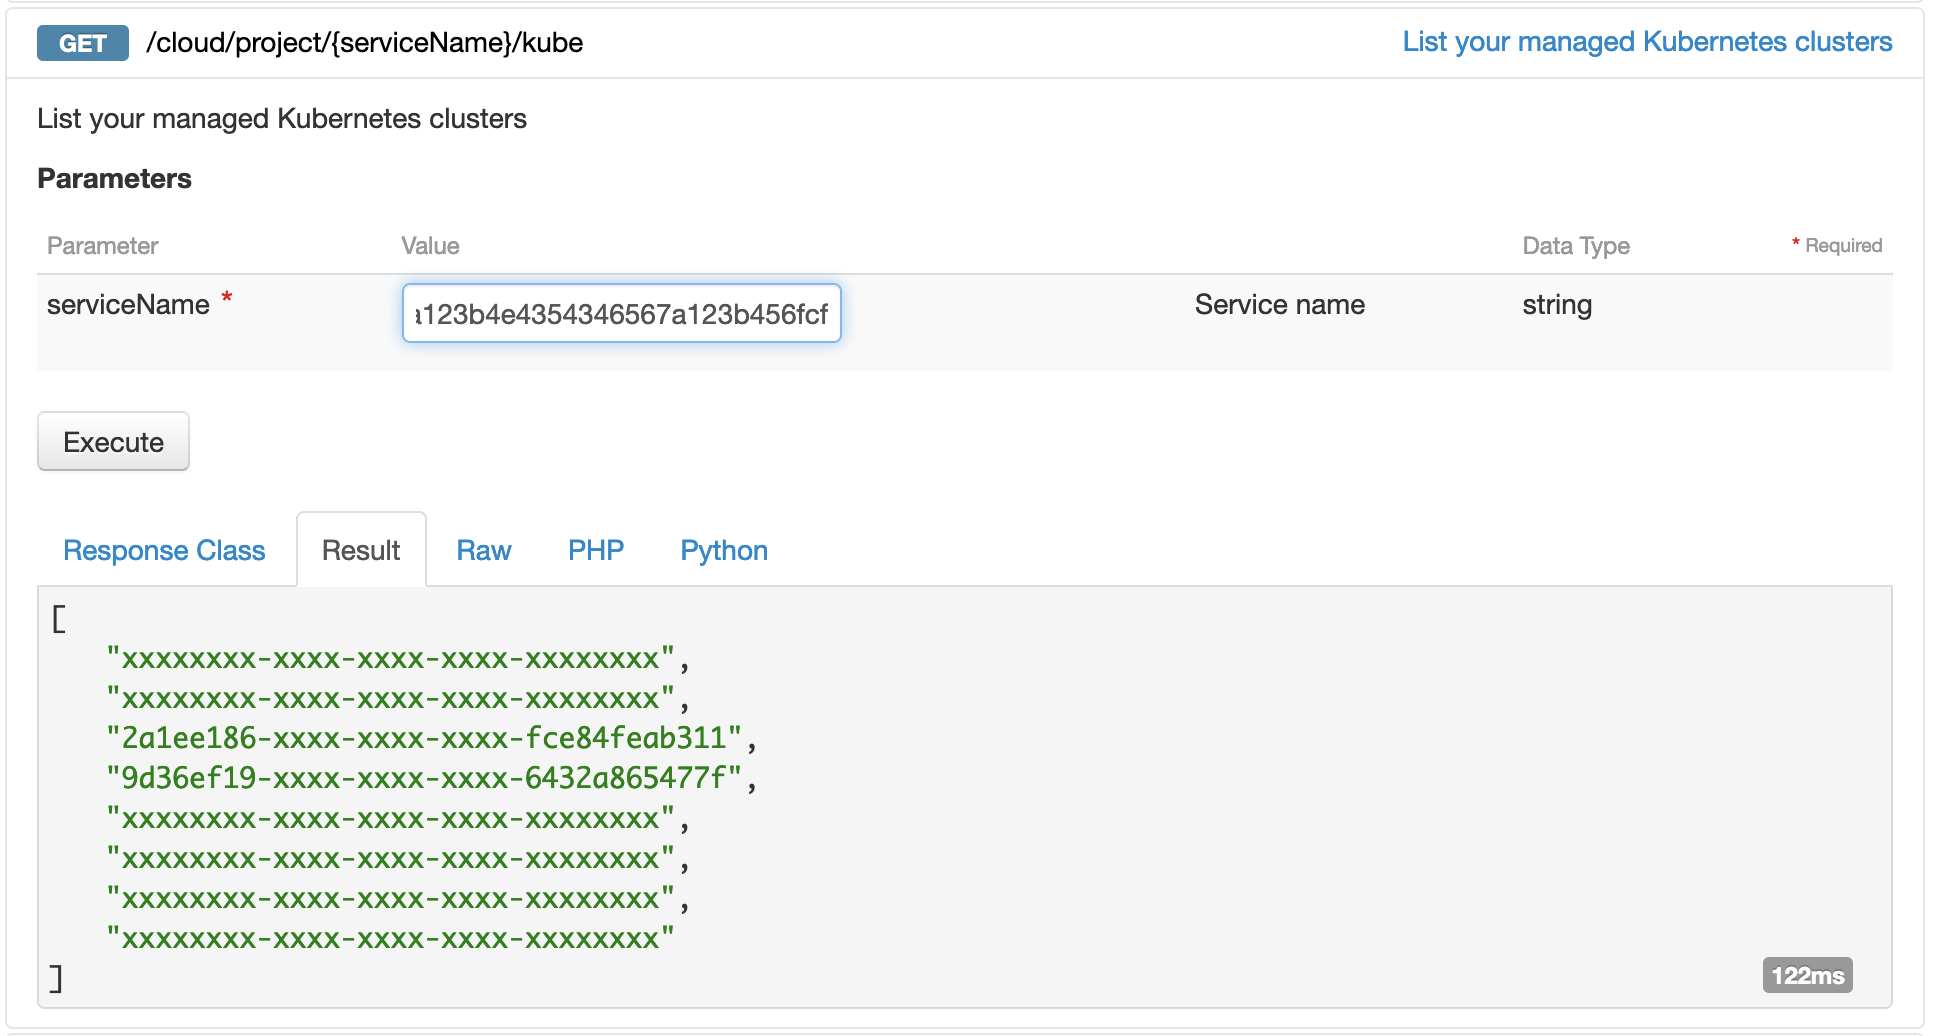 GET /cloud/project/{serviceName}/kube List your managed Kubernetes clusters
List your managed Kubernetes clusters
Parameters
Parameter Value Data Type * Required
serviceName * 123b4e4354346567a123b456fcf Service name string
Execute
Response Class Result Raw PHP Python
[
"xxxxxxxx-xxxx-xxxx-xxxx-xxxxxxxx",
"xxxxxxxx-xxxx-xxxx-xxxx-xxxxxxxx",
"2a1ee186-xxxx-xxxx-xxxx-fce84feab311",
"9d36ef19-xxxx-xxxx-xxxx-6432a865477f",
"xxxxxxxx-xxxx-xxxx-xxxx-xxxxxxxx",
"xxxxxxxx-xxxx-xxxx-xxxx-xxxxxxxx",
"xxxxxxxx-xxxx-xxxx-xxxx-xxxxxxxx",
"xxxxxxxx-xxxx-xxxx-xxxx-xxxxxxxx"
]
122ms